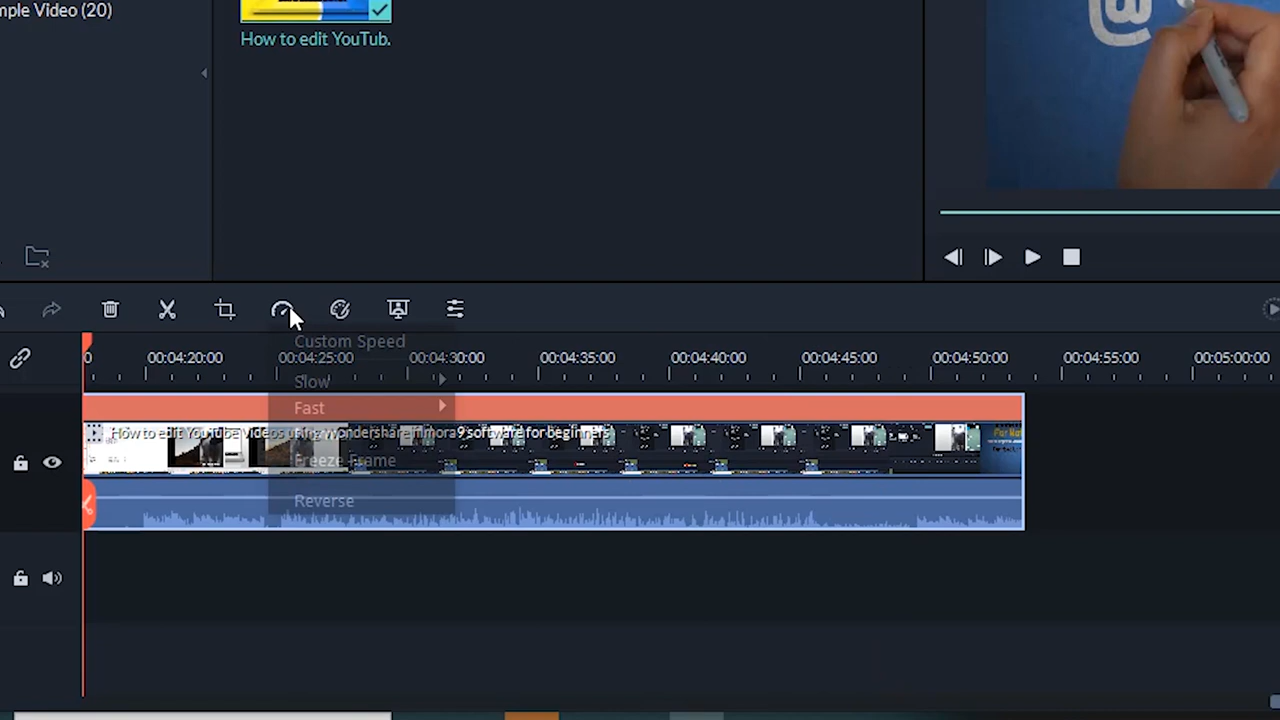 mple Video (20)
How to edit YouTub.
@
Custom Speed
0 00:04:20:00 00:04:25:00 00:04:30:00 00:04:35:00 00:04:40:00 00:04:45:00 00:04:50:00 00:04:55:00 00:05:00:00
Slow
Fast
How to edit YouTube Videos using Wondershare filmora 9 software for beginners
Freeze Frame
Reverse